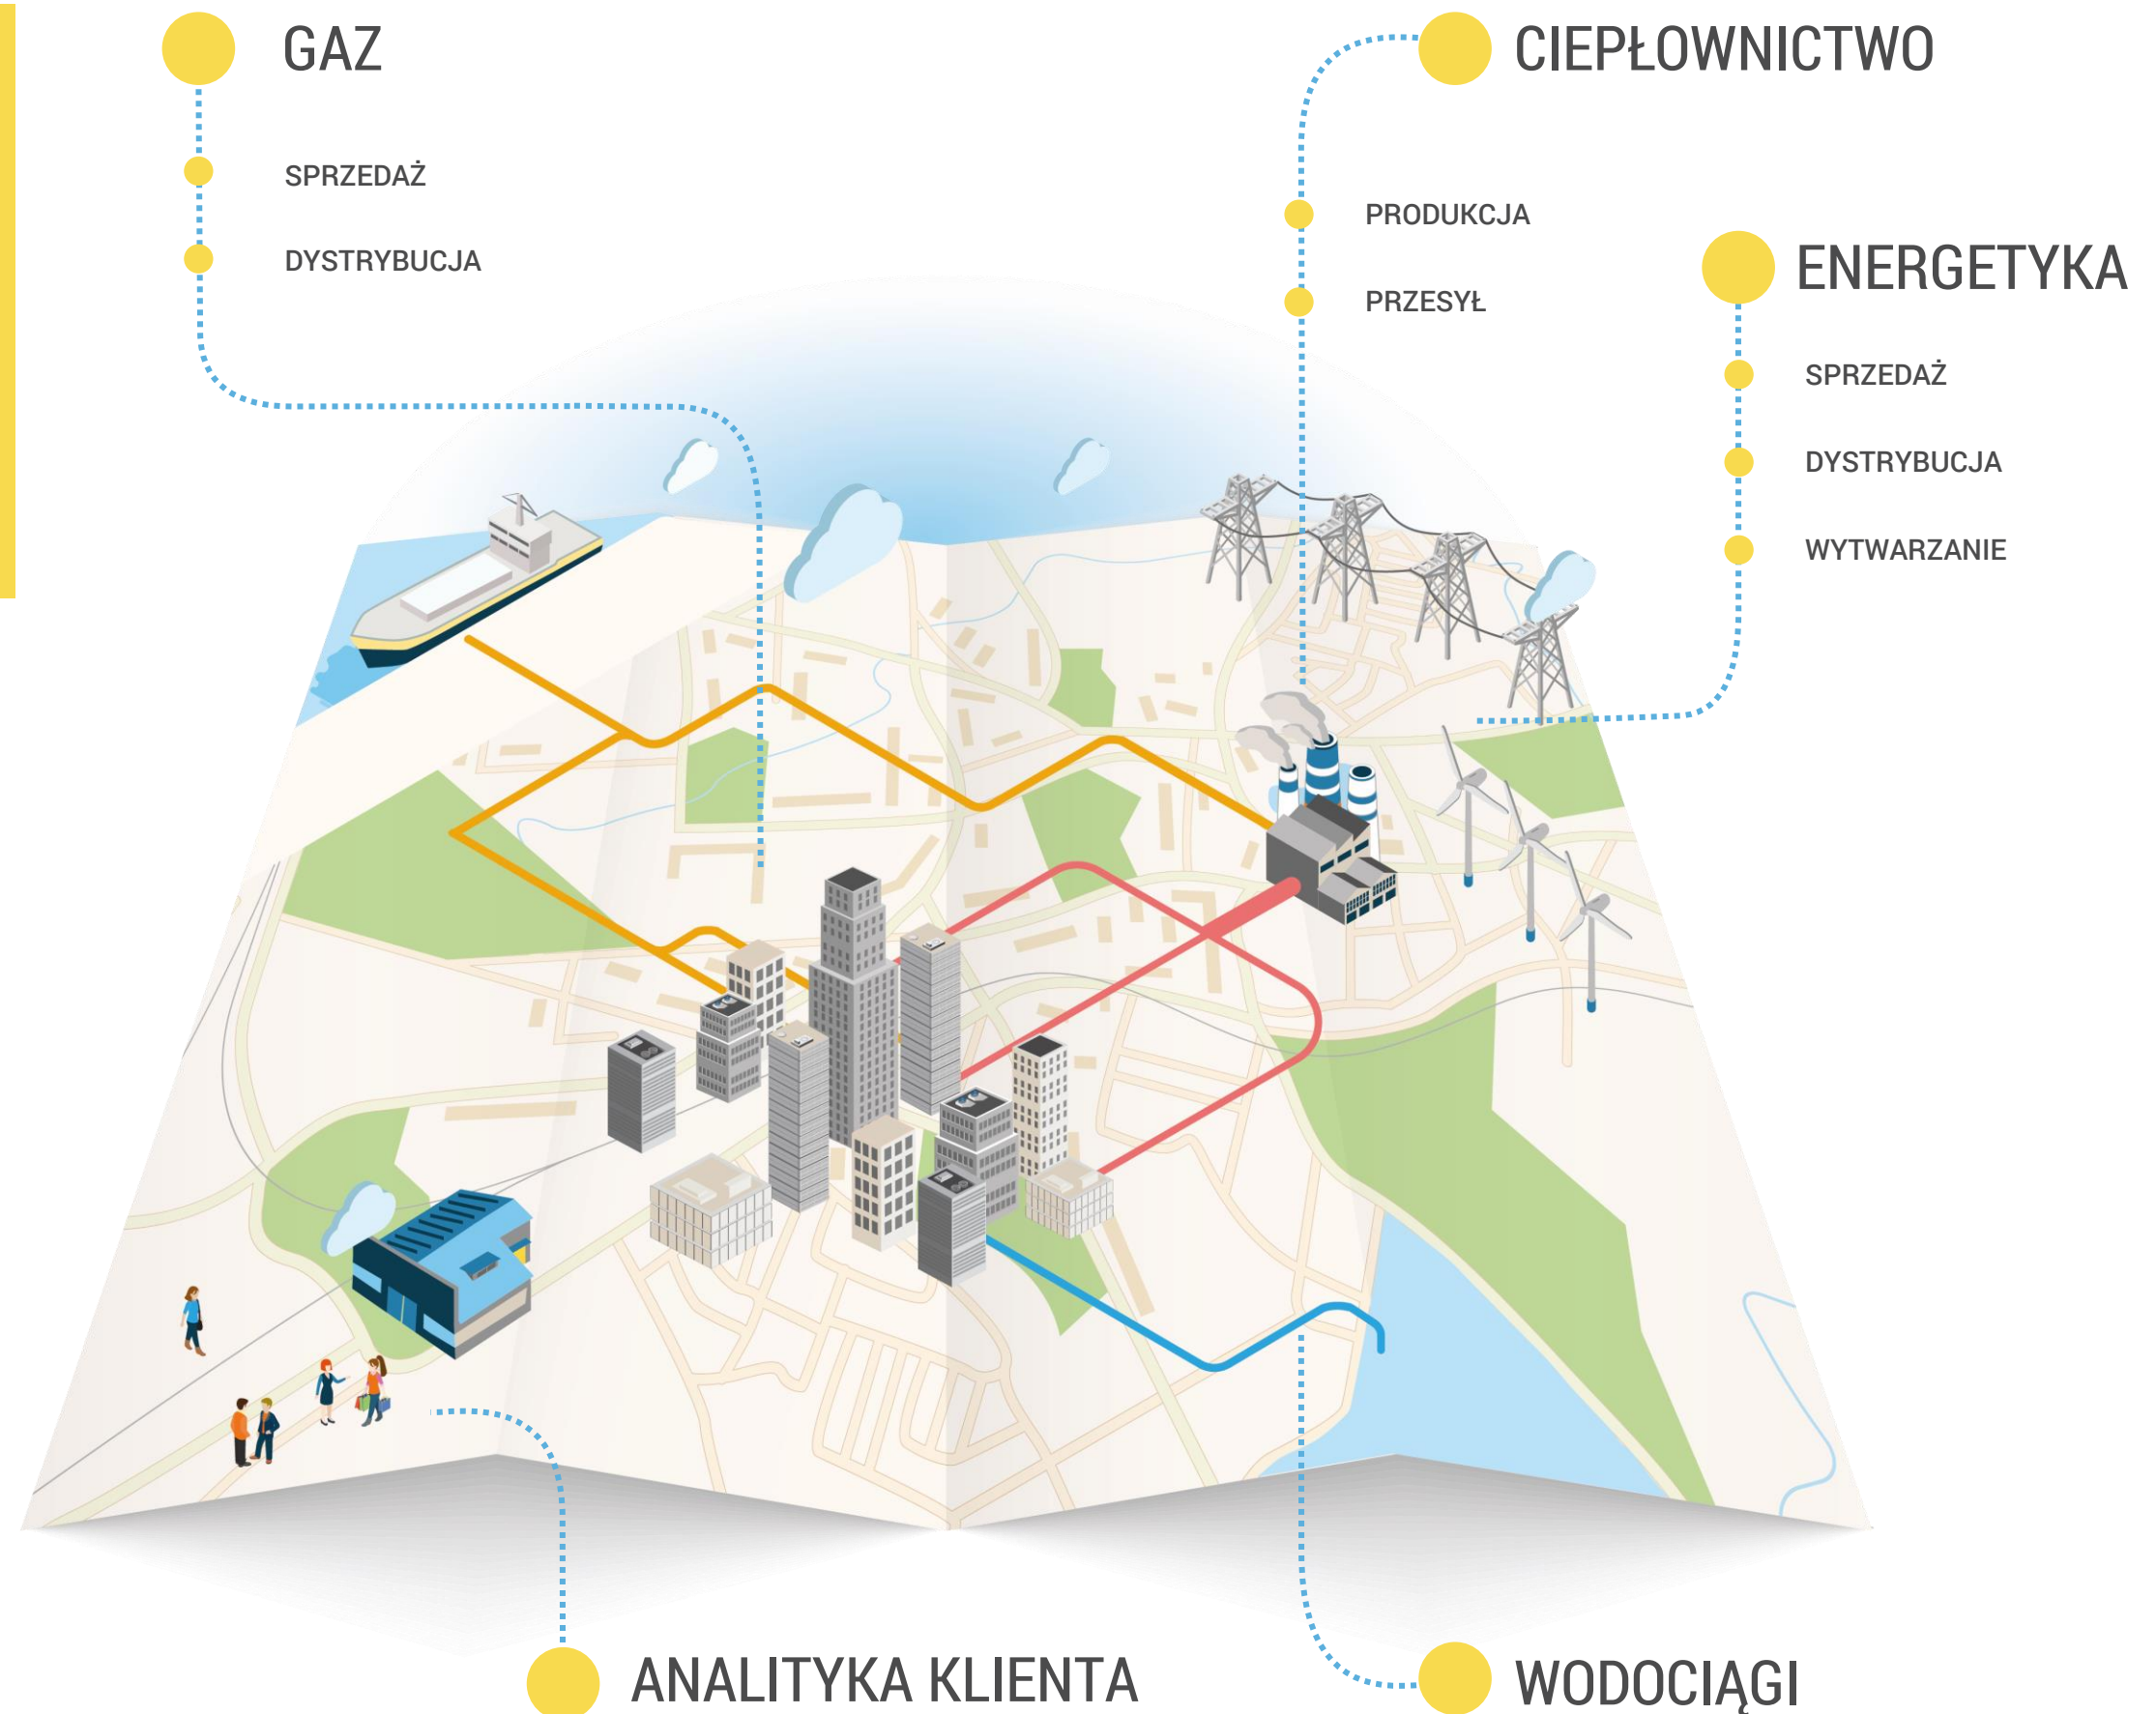 GAZ
SPRZEDAŻ
DYSTRYBUCJA
CIEPŁOWNICTWO
PRODUKCJA
PRZESYŁ
ENERGETYKA
SPRZEDAŻ
DYSTRYBUCJA
WYTWARZANIE
ANALITYKA KLIENTA
WODOCIĄGI